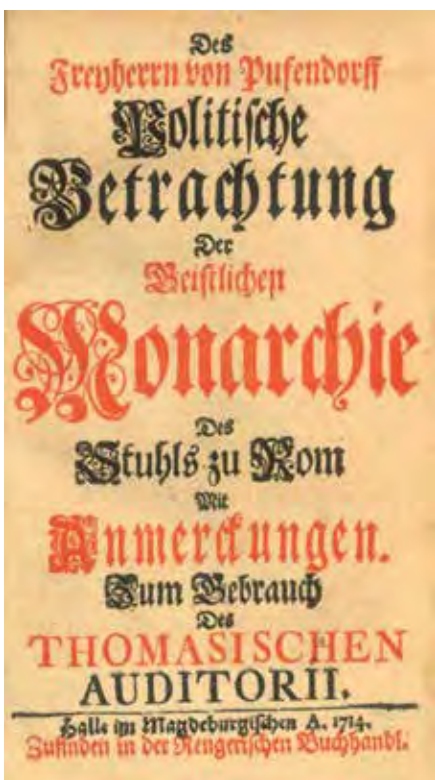 Des
Freyherrn von Pufendorff
Politische
Betrachtung
Der
Geistlichen
Monarchie
Des
Stuhls zu Rom
Mit
Anmerckungen.
Zum Gebrauch
Des
THOMASISCHEN
AUDITORII.
Halle im Magdeburgischen A. 1714.
Zufinden in der Rengerischen Buchhandl.